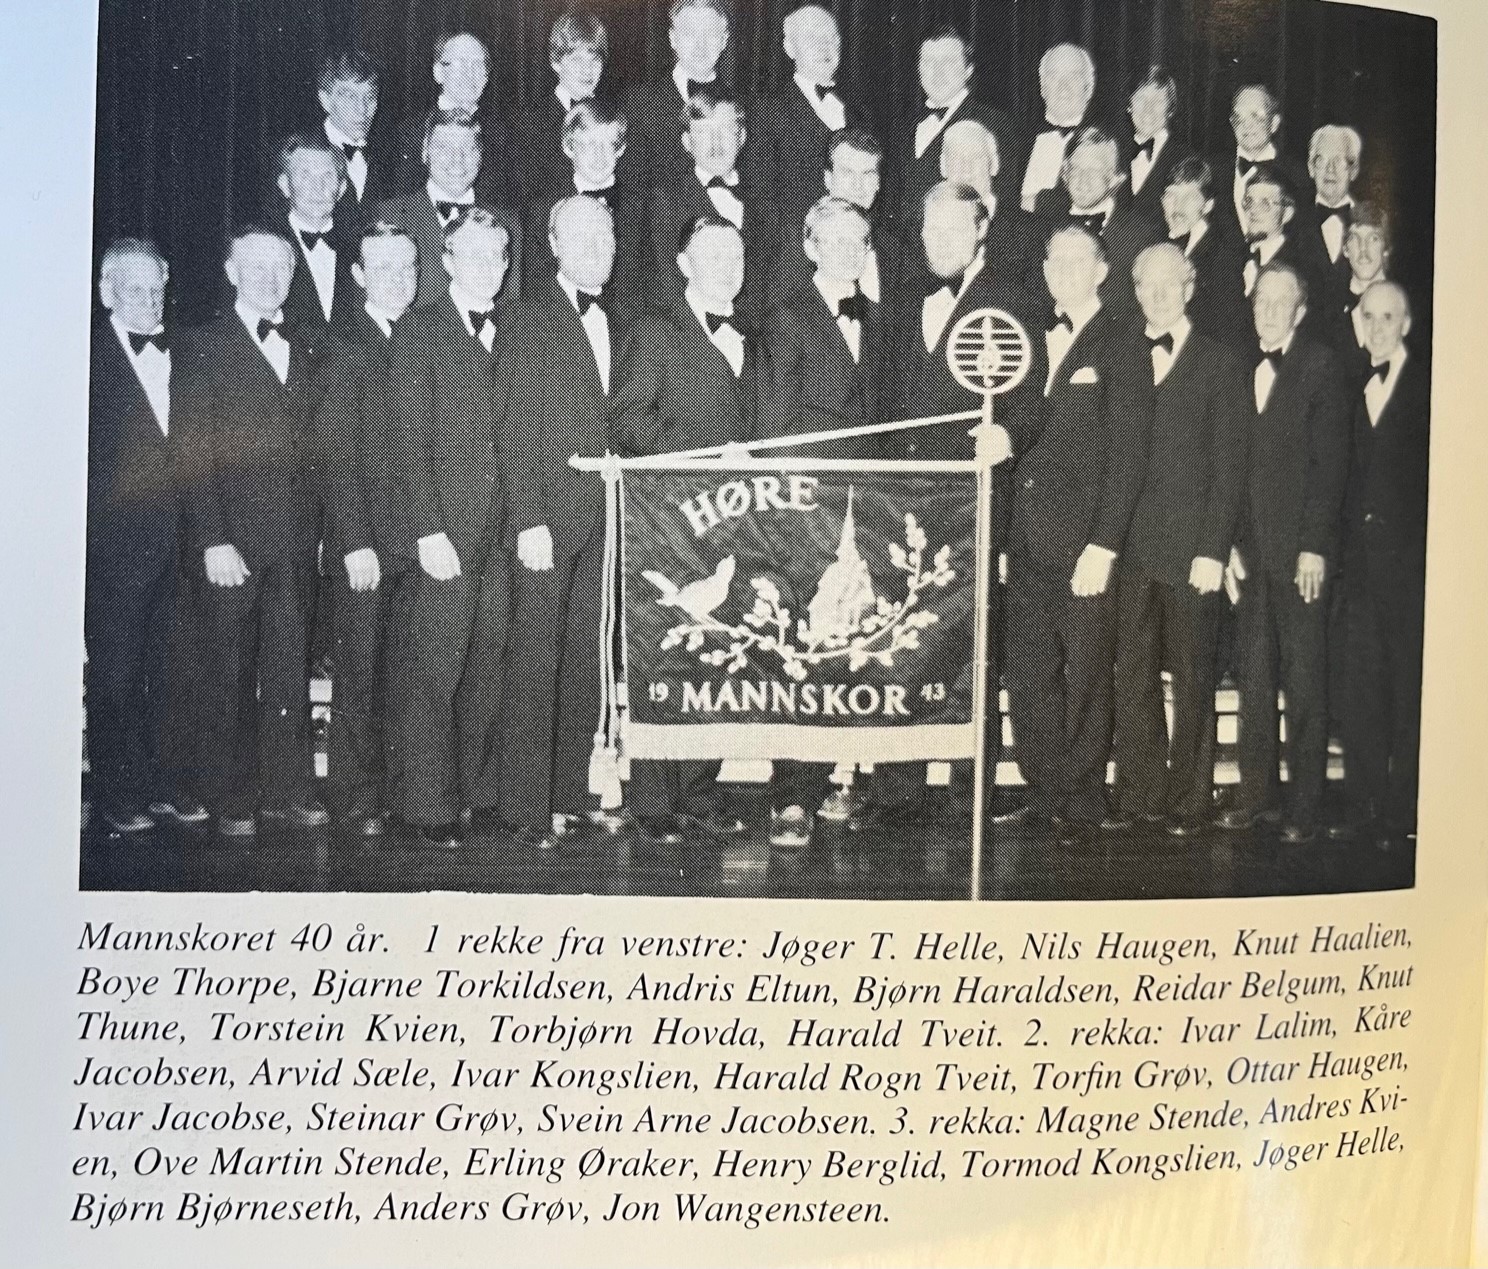 HØRE
19 MANNSKOR 43
Mannskoret 40 år. 1 rekke fra venstre: Jøger T. Helle, Nils Haugen, Knut Haalien,
Boye Thorpe, Bjarne Torkildsen, Andris Eltun, Bjørn Haraldsen, Reidar Belgum, Knut
Thune, Torstein Kvien, Torbjørn Hovda, Harald Tveit. 2. rekka: Ivar Lalim, Kåre
Jacobsen, Arvid Sæle, Ivar Kongslien, Harald Rogn Tveit, Torfin Grøv, Ottar Haugen,
Ivar Jacobse, Steinar Grøv, Svein Arne Jacobsen. 3. rekka: Magne Stende, Andres Kvi-
en, Ove Martin Stende, Erling Øraker, Henry Berglid, Tormod Kongslien, Jøger Helle,
Bjørn Bjørneseth, Anders Grøv, Jon Wangensteen.